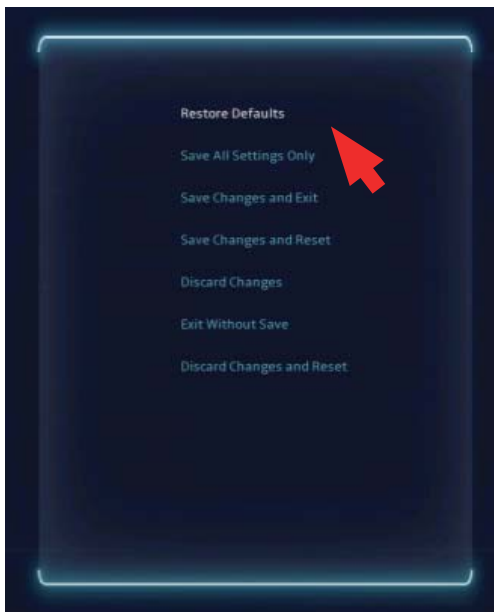 Restore Defaults
Save All Settings Only
Save Changes and Exit
Save Changes and Reset
Discard Changes
Exit Without Save
Discard Changes and Reset